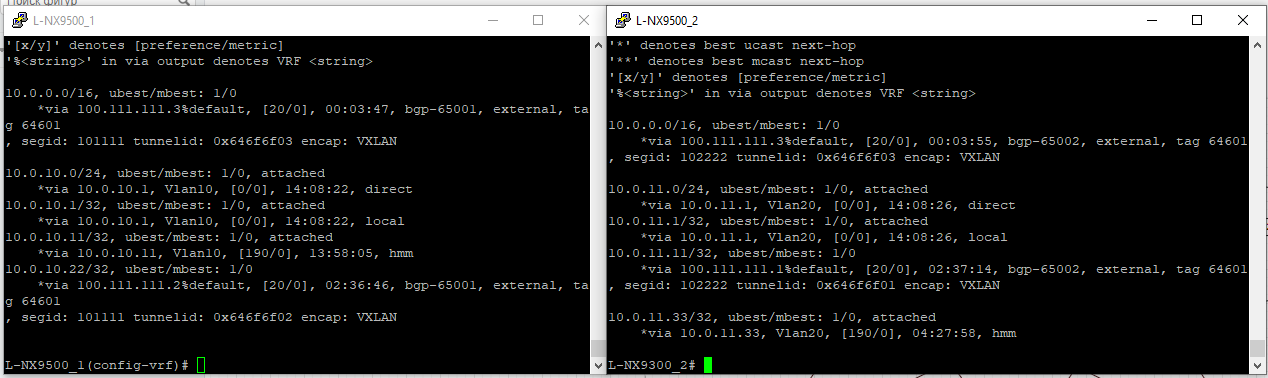 Поиск фигур
L-NX9500_1
'[x/y]' denotes [preference/metric]
'%<string>' in via output denotes VRF <string>
10.0.0.0/16, ubest/mbest: 1/0
*via 100.111.111.3%default, [20/0], 00:03:47, bgp-65001, external, ta
g 64601
, segid: 101111 tunnelid: 0x646f6f03 encap: VXLAN
10.0.10.0/24, ubest/mbest: 1/0, attached
*via 10.0.10.1, Vlan10, [0/0], 14:08:22, direct
10.0.10.1/32, ubest/mbest: 1/0, attached
*via 10.0.10.1, Vlan10, [0/0], 14:08:22, local
10.0.10.11/32, ubest/mbest: 1/0, attached
*via 10.0.10.11, Vlan10, [190/0], 13:58:05, hmm
10.0.10.22/32, ubest/mbest: 1/0
*via 100.111.111.2%default, [20/0], 02:36:46, bgp-65001, external, ta
g 64601
, segid: 101111 tunnelid: 0x646f6f02 encap: VXLAN
L-NX9500_1(config-vrf)#
L-NX9500_2
'*' denotes best ucast next-hop
'**' denotes best mcast next-hop
'[x/y]' denotes [preference/metric]
'%<string>' in via output denotes VRF <string>
10.0.0.0/16, ubest/mbest: 1/0
*via 100.111.111.3%default, [20/0], 00:03:55, bgp-65002, external, tag 64601
, segid: 102222 tunnelid: 0x646f6f03 encap: VXLAN
10.0.11.0/24, ubest/mbest: 1/0, attached
*via 10.0.11.1, Vlan20, [0/0], 14:08:26, direct
10.0.11.1/32, ubest/mbest: 1/0, attached
*via 10.0.11.1, Vlan20, [0/0], 14:08:26, local
10.0.11.11/32, ubest/mbest: 1/0
*via 100.111.111.1%default, [20/0], 02:37:14, bgp-65002, external, tag 64601
, segid: 102222 tunnelid: 0x646f6f01 encap: VXLAN
10.0.11.33/32, ubest/mbest: 1/0, attached
*via 10.0.11.33, Vlan20, [190/0], 04:27:58, hmm
L-NX9300_2#